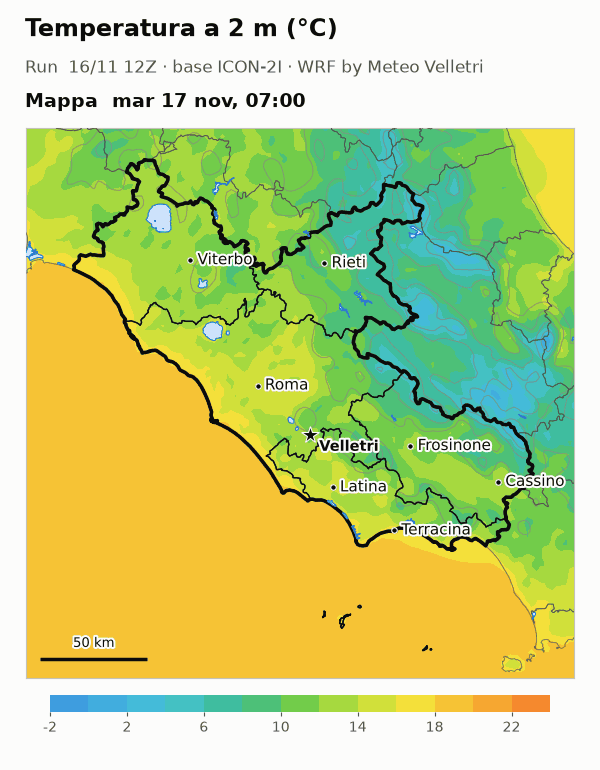 Temperatura a 2 m (°C)
Run  16/11 12Z · base ICON-2I · WRF by Meteo Velletri
Mappa  mar 17 nov, 07:00
Viterbo
Rieti
Roma
Velletri
Frosinone
Cassino
Latina
Terracina
50 km
-2 2 6 10 14 18 22